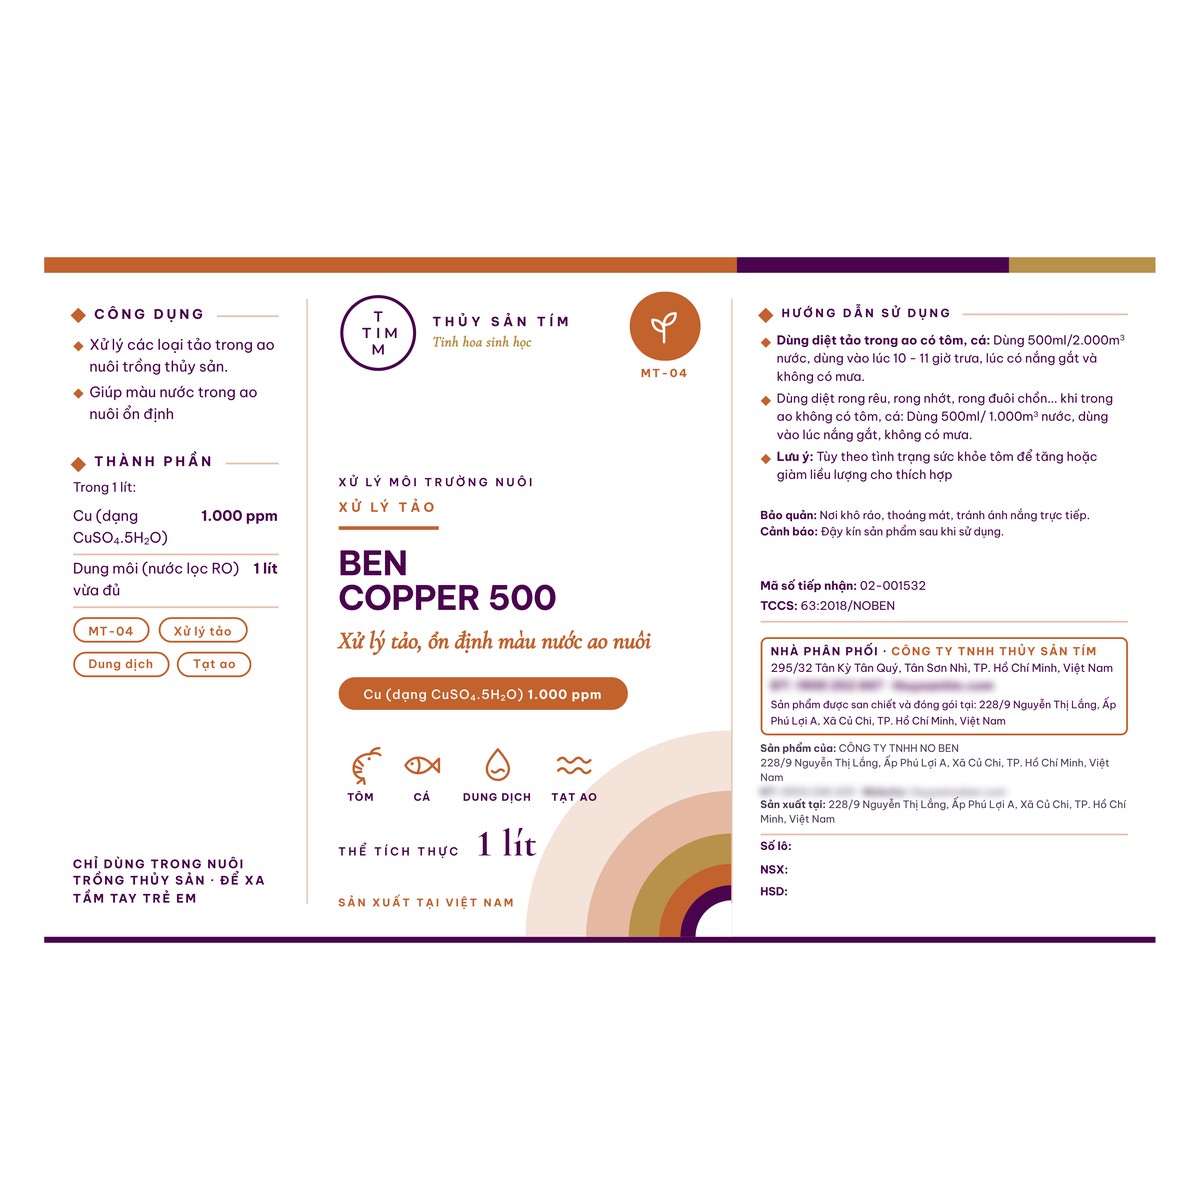 CÔNG DỤNG
Xử lý các loại tảo trong ao
nuôi trồng thủy sản.
Giúp màu nước trong ao
nuôi ổn định
THÀNH PHẦN
Trong 1 lít:
Cu (dạng 1.000 ppm
CuSO₄.5H₂O)
Dung môi (nước lọc RO) 1 lít
vừa đủ
MT-04 Xử lý tảo
Dung dịch Tạt ao
CHỈ DÙNG TRONG NUÔI
TRỒNG THỦY SẢN · ĐỂ XA
TẦM TAY TRẺ EM
T
TIM
M
THỦY SẢN TÍM
Tinh hoa sinh học
MT-04
XỬ LÝ MÔI TRƯỜNG NUÔI
XỬ LÝ TẢO
BEN
COPPER 500
Xử lý tảo, ổn định màu nước ao nuôi
Cu (dạng CuSO₄.5H₂O) 1.000 ppm
TÔM CÁ DUNG DỊCH TẠT AO
THỂ TÍCH THỰC 1 lít
SẢN XUẤT TẠI VIỆT NAM
HƯỚNG DẪN SỬ DỤNG
Dùng diệt tảo trong ao có tôm, cá: Dùng 500ml/2.000m³
nước, dùng vào lúc 10 - 11 giờ trưa, lúc có nắng gắt và
không có mưa.
Dùng diệt rong rêu, rong nhớt, rong đuôi chồn... khi trong
ao không có tôm, cá: Dùng 500ml/ 1.000m³ nước, dùng
vào lúc nắng gắt, không có mưa.
Lưu ý: Tùy theo tình trạng sức khỏe tôm để tăng hoặc
giảm liều lượng cho thích hợp
Bảo quản: Nơi khô ráo, thoáng mát, tránh ánh nắng trực tiếp.
Cảnh báo: Đậy kín sản phẩm sau khi sử dụng.
Mã số tiếp nhận: 02-001532
TCCS: 63:2018/NOBEN
NHÀ PHÂN PHỐI · CÔNG TY TNHH THỦY SẢN TÍM
295/32 Tân Kỳ Tân Quý, Tân Sơn Nhì, TP. Hồ Chí Minh, Việt Nam
Sản phẩm được san chiết và đóng gói tại: 228/9 Nguyễn Thị Lắng, Ấp
Phú Lợi A, Xã Củ Chi, TP. Hồ Chí Minh, Việt Nam
Sản phẩm của: CÔNG TY TNHH NO BEN
228/9 Nguyễn Thị Lắng, Ấp Phú Lợi A, Xã Củ Chi, TP. Hồ Chí Minh, Việt
Nam
Sản xuất tại: 228/9 Nguyễn Thị Lắng, Ấp Phú Lợi A, Xã Củ Chi, TP. Hồ Chí
Minh, Việt Nam
Số lô:
NSX:
HSD: